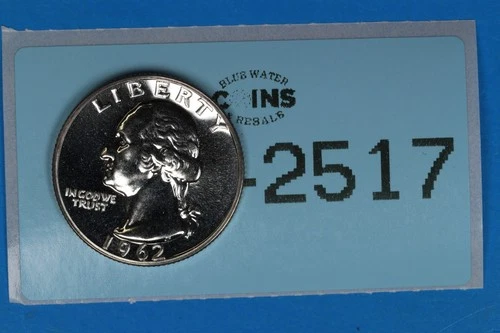 LIBERTY
IN GOD WE
TRUST
1962
BLUE WATER
COINS
& RESALE
-2517